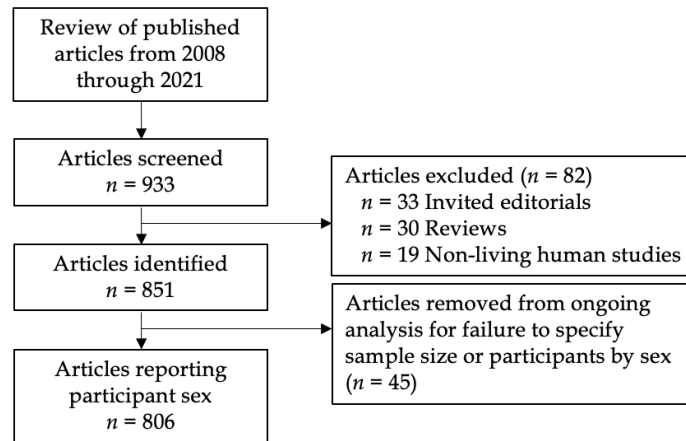 Review of published
articles from 2008
through 2021
Articles screened
n = 933
Articles excluded (n = 82)
n = 33 Invited editorials
n = 30 Reviews
n = 19 Non-living human studies
Articles identified
n = 851
Articles removed from ongoing
analysis for failure to specify
sample size or participants by sex
(n = 45)
Articles reporting
participant sex
n = 806